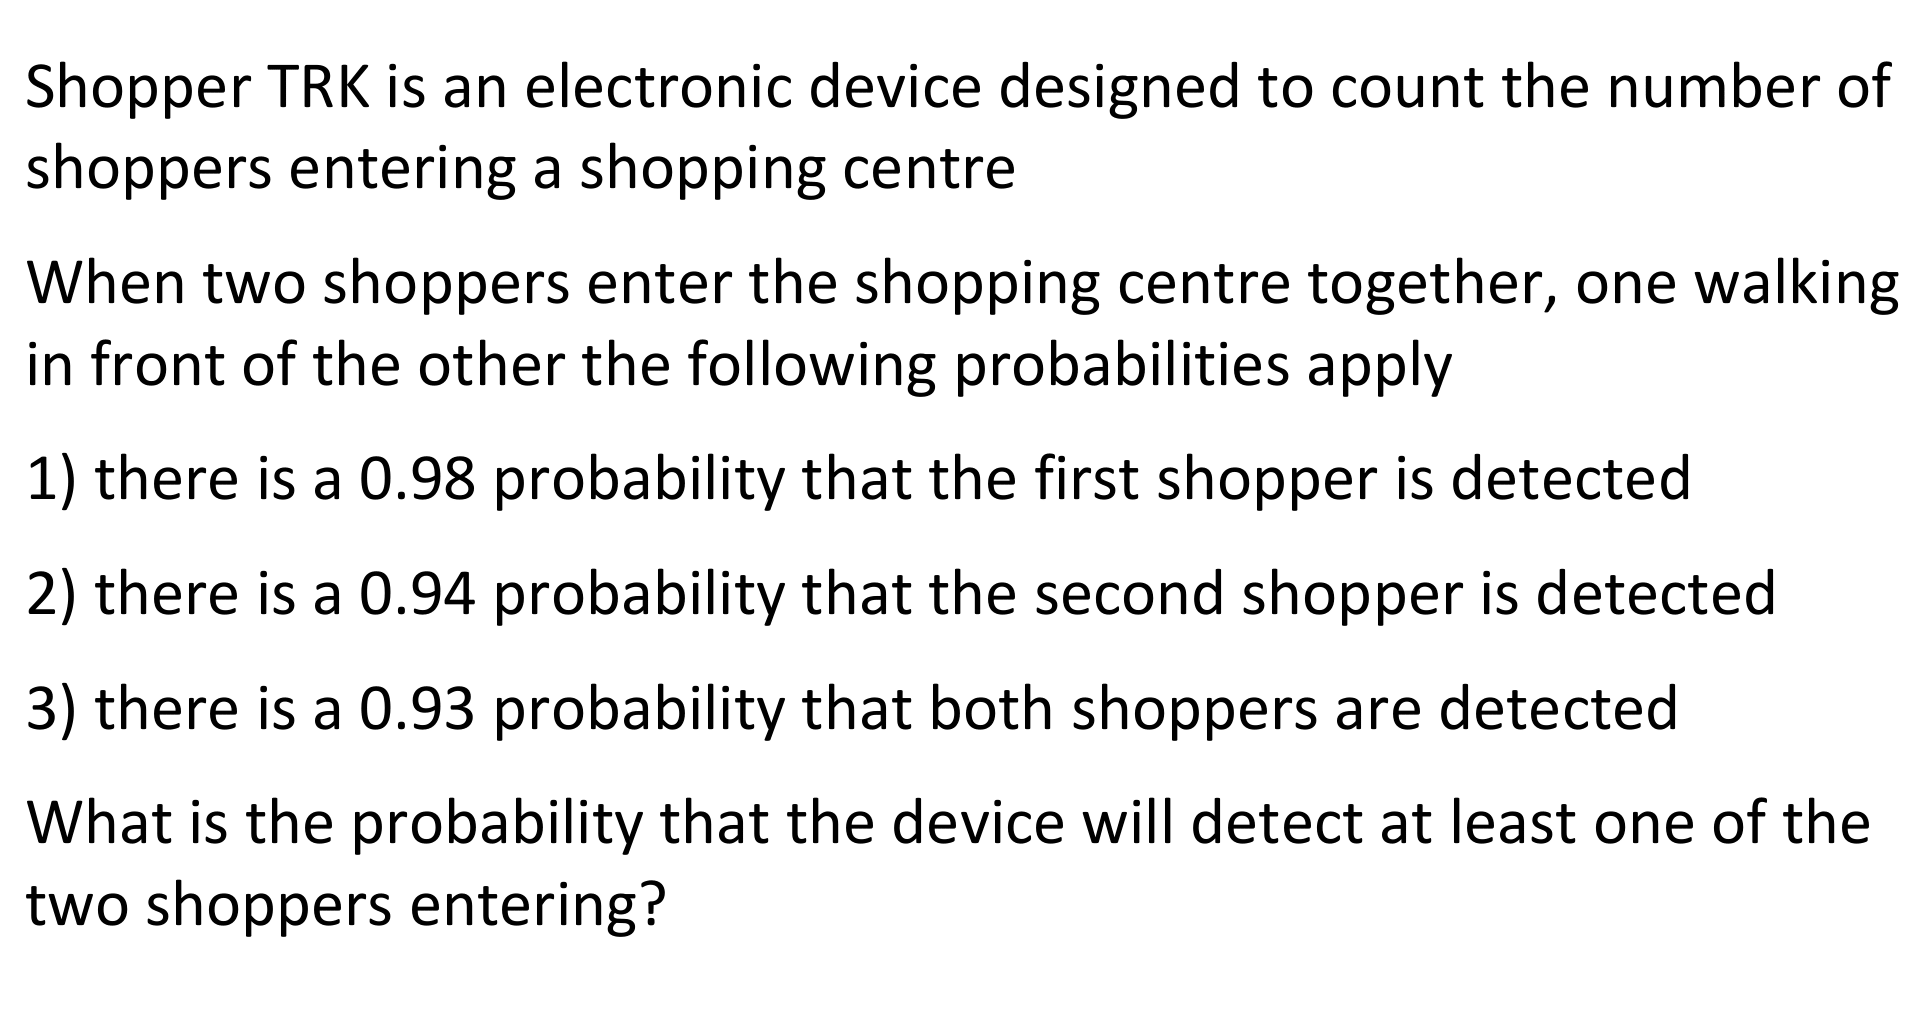 Shopper TRK is an electronic device designed to count the number of
shoppers entering a shopping centre
When two shoppers enter the shopping centre together, one walking
in front of the other the following probabilities apply
1) there is a 0.98 probability that the first shopper is detected
2) there is a 0.94 probability that the second shopper is detected
3) there is a 0.93 probability that both shoppers are detected
What is the probability that the device will detect at least one of the
two shoppers entering?